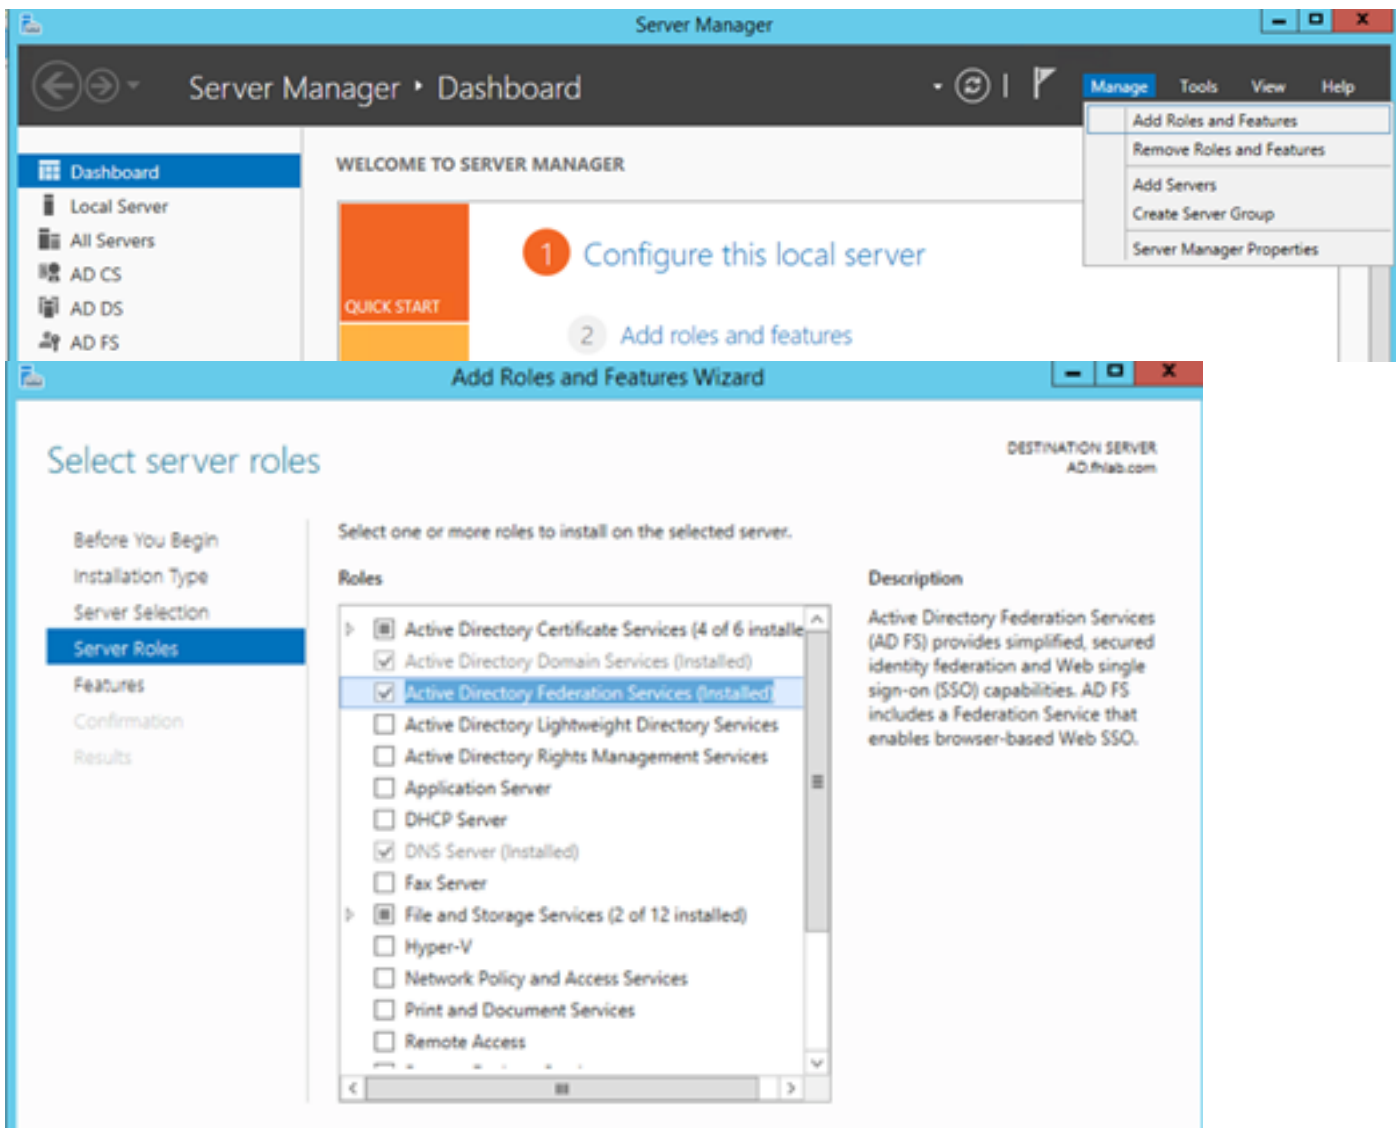 Server Manager
Server Manager • Dashboard
Manage Tools View Help
Add Roles and Features
Remove Roles and Features
Add Servers
Create Server Group
Server Manager Properties
Dashboard
Local Server
All Servers
AD CS
AD DS
AD FS
WELCOME TO SERVER MANAGER
QUICK START
1 Configure this local server
2 Add roles and features
Add Roles and Features Wizard
Select server roles
DESTINATION SERVER
AD.fhlab.com
Before You Begin
Installation Type
Server Selection
Server Roles
Features
Confirmation
Results
Select one or more roles to install on the selected server.
Roles
Active Directory Certificate Services (4 of 6 installe
Active Directory Domain Services (Installed)
Active Directory Federation Services (Installed)
Active Directory Lightweight Directory Services
Active Directory Rights Management Services
Application Server
DHCP Server
DNS Server (Installed)
Fax Server
File and Storage Services (2 of 12 installed)
Hyper-V
Network Policy and Access Services
Print and Document Services
Remote Access
Description
Active Directory Federation Services
(AD FS) provides simplified, secured
identity federation and Web single
sign-on (SSO) capabilities. AD FS
includes a Federation Service that
enables browser-based Web SSO.